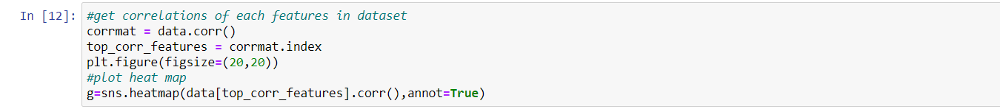 In [12]: #get correlations of each features in dataset
corrmat = data.corr()
top_corr_features = corrmat.index
plt.figure(figsize=(20,20))
#plot heat map
g=sns.heatmap(data[top_corr_features].corr(),annot=True)